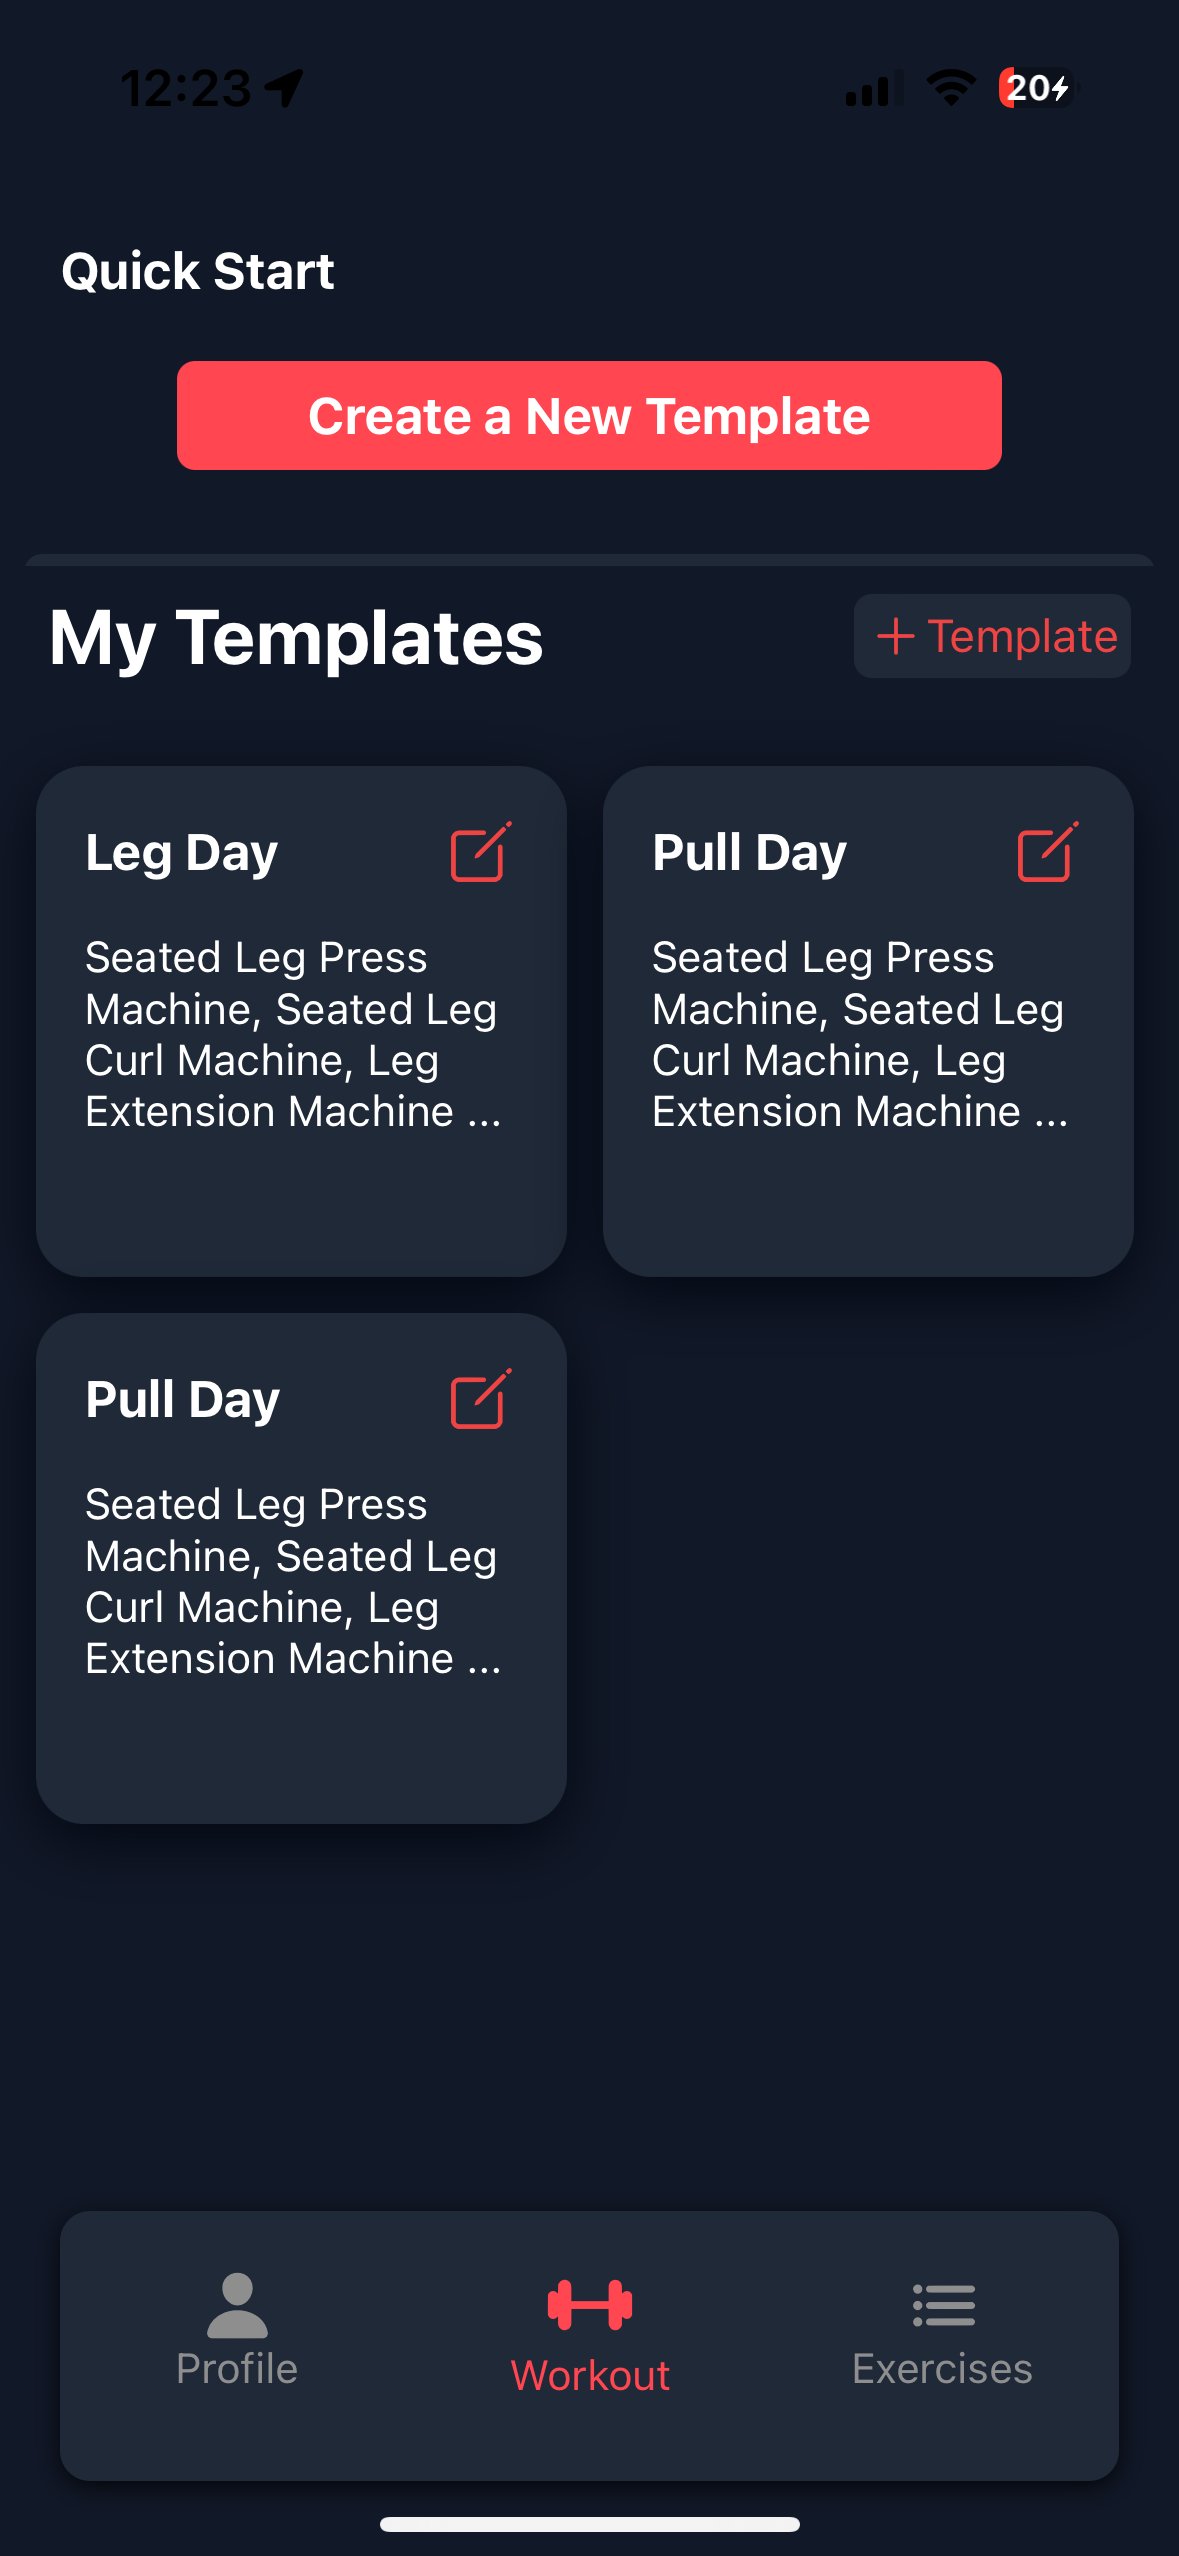 12:23
20
Quick Start
Create a New Template
My Templates
+ Template
Leg Day
Seated Leg Press
Machine, Seated Leg
Curl Machine, Leg
Extension Machine ...
Pull Day
Seated Leg Press
Machine, Seated Leg
Curl Machine, Leg
Extension Machine ...
Pull Day
Seated Leg Press
Machine, Seated Leg
Curl Machine, Leg
Extension Machine ...
Profile
Workout
Exercises